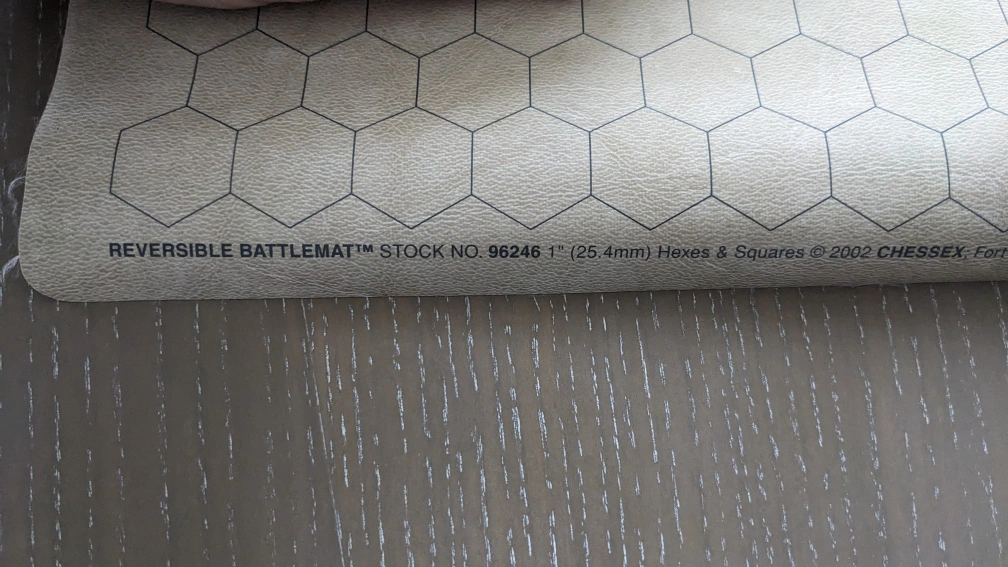 REVERSIBLE BATTLEMAT™ STOCK NO. 96246 1" (25.4mm) Hexes & Squares © 2002 CHESSEX,